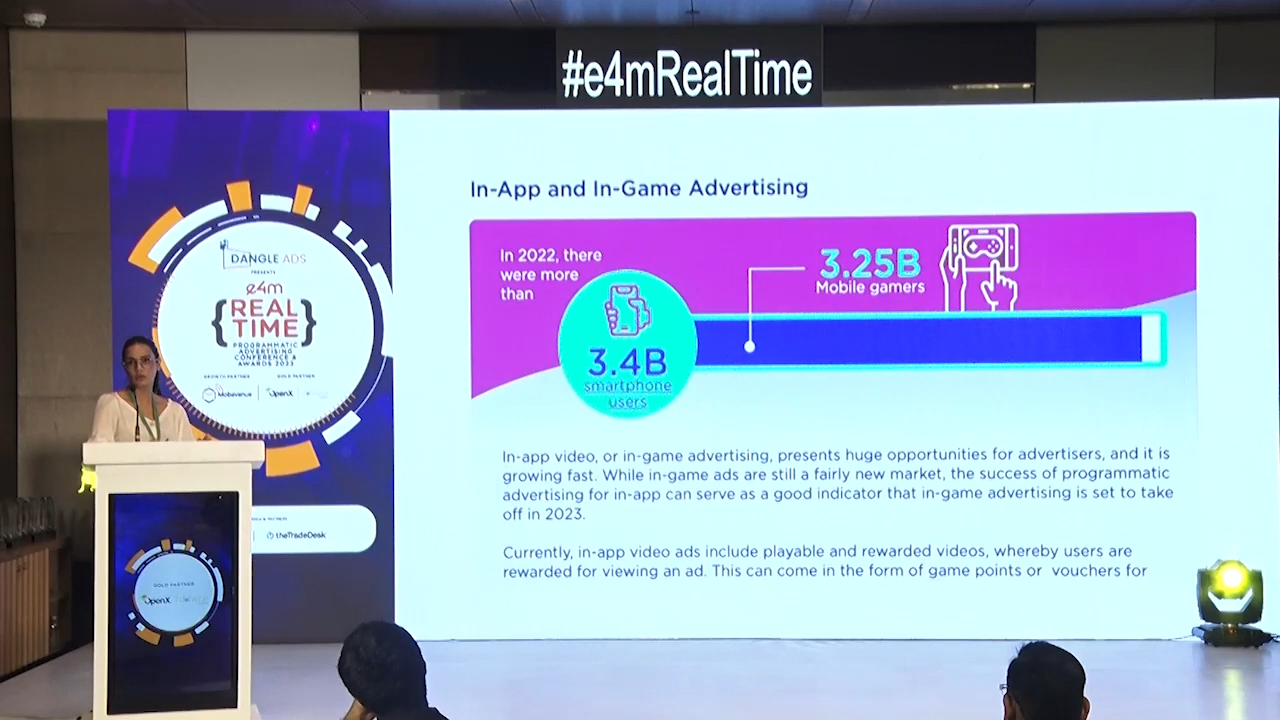 #e4mRealTime
DANGLE ADS
PRESENTS
e4m
{REAL
TIME}
PROGRAMMATIC
ADVERTISING
CONFERENCE &
AWARDS 2023
GROWTH PARTNER
GOLD PARTNER
Mobavenue
OpenX
theTradeDesk
GOLD PARTNER
OpenX
In-App and In-Game Advertising
In 2022, there
were more
than
3.4B
smartphone
users
3.25B
Mobile gamers
In-app video, or in-game advertising, presents huge opportunities for advertisers, and it is
growing fast. While in-game ads are still a fairly new market, the success of programmatic
advertising for in-app can serve as a good indicator that in-game advertising is set to take
off in 2023.
Currently, in-app video ads include playable and rewarded videos, whereby users are
rewarded for viewing an ad. This can come in the form of game points or vouchers for